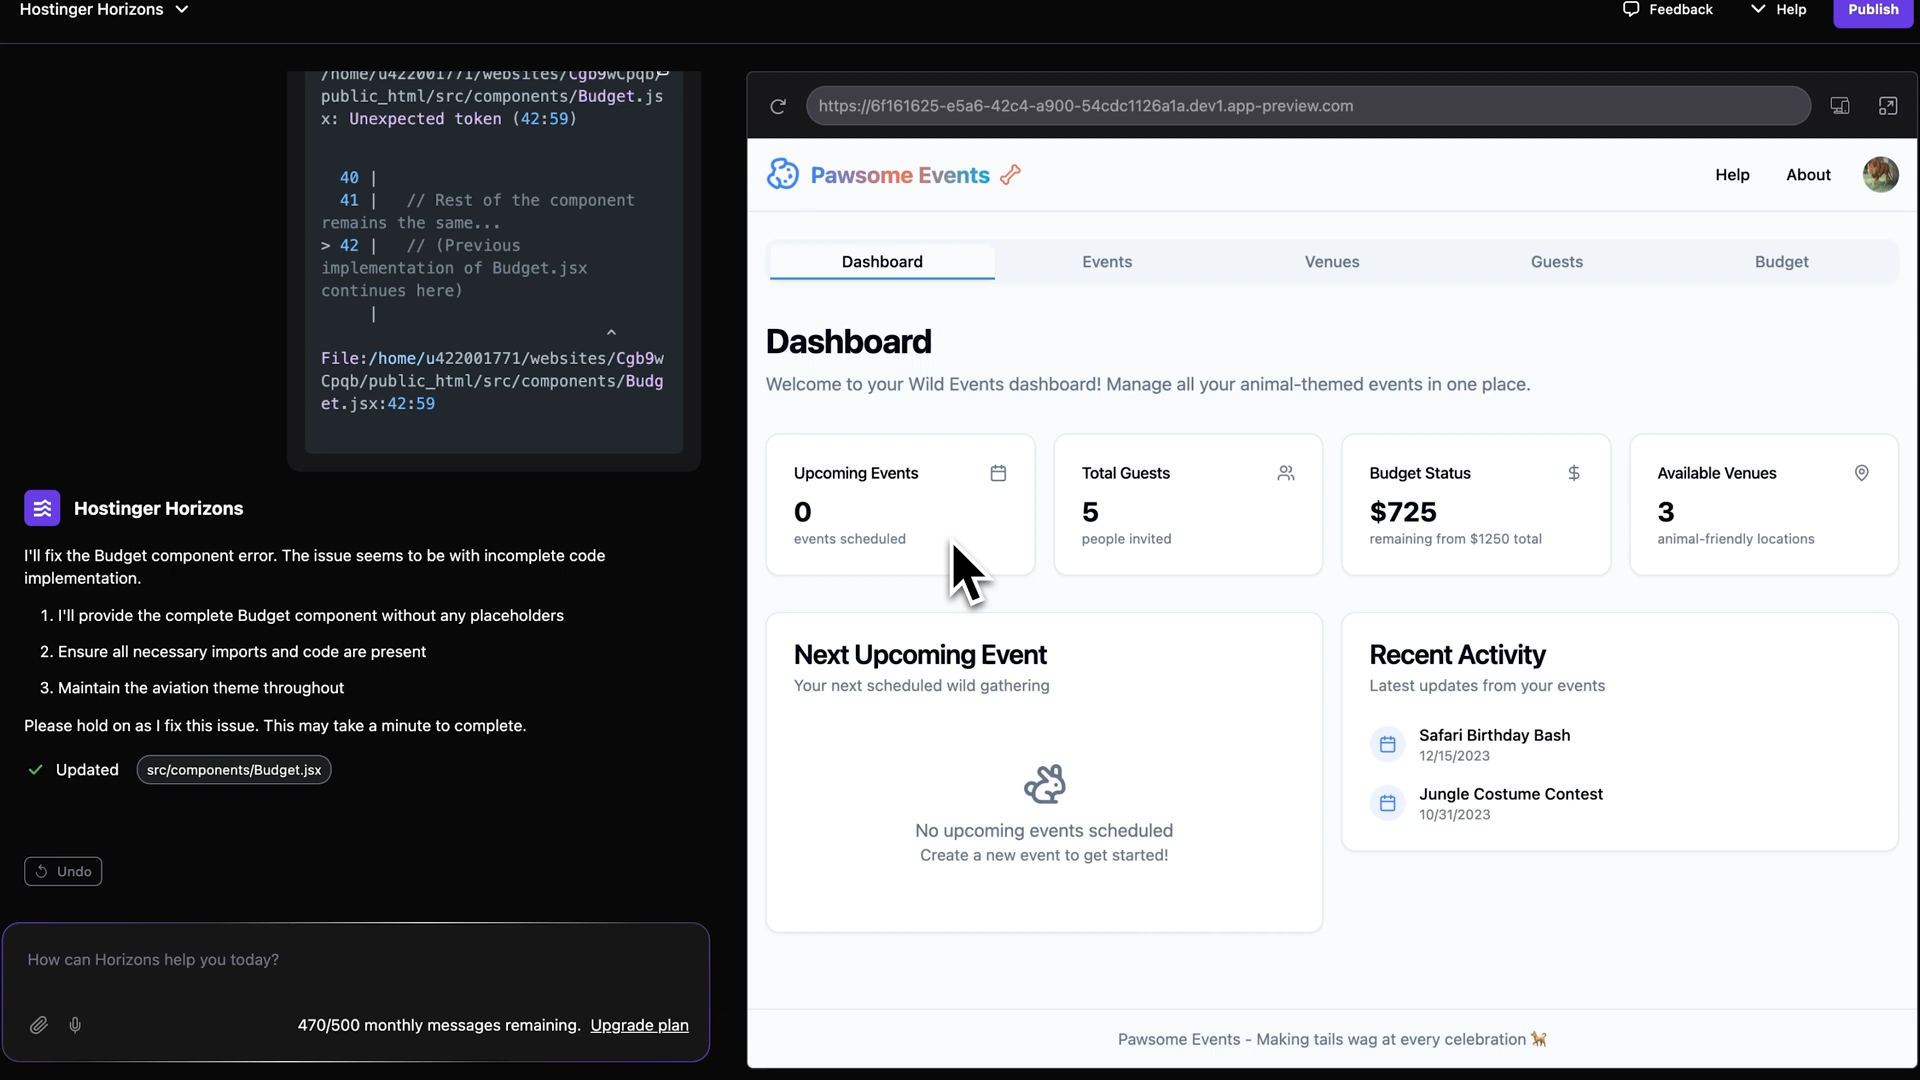 Hostinger Horizons
Feedback
Help
Publish
/home/u422001771/websites/Cgb9wCpqb/
public_html/src/components/Budget.js
x: Unexpected token (42:59)
40 |
41 | // Rest of the component
remains the same...
> 42 | // (Previous
implementation of Budget.jsx
continues here)
|
^
File:/home/u422001771/websites/Cgb9w
Cpqb/public_html/src/components/Budg
et.jsx:42:59
Hostinger Horizons
I'll fix the Budget component error. The issue seems to be with incomplete code
implementation.
1. I'll provide the complete Budget component without any placeholders
2. Ensure all necessary imports and code are present
3. Maintain the aviation theme throughout
Please hold on as I fix this issue. This may take a minute to complete.
Updated src/components/Budget.jsx
Undo
How can Horizons help you today?
470/500 monthly messages remaining. Upgrade plan
https://6f161625-e5a6-42c4-a900-54cdc1126a1a.dev1.app-preview.com
Pawsome Events
Help
About
Dashboard
Events
Venues
Guests
Budget
Dashboard
Welcome to your Wild Events dashboard! Manage all your animal-themed events in one place.
Upcoming Events
0
events scheduled
Total Guests
5
people invited
Budget Status
$725
remaining from $1250 total
Available Venues
3
animal-friendly locations
Next Upcoming Event
Your next scheduled wild gathering
No upcoming events scheduled
Create a new event to get started!
Recent Activity
Latest updates from your events
Safari Birthday Bash
12/15/2023
Jungle Costume Contest
10/31/2023
Pawsome Events - Making tails wag at every celebration 🐕